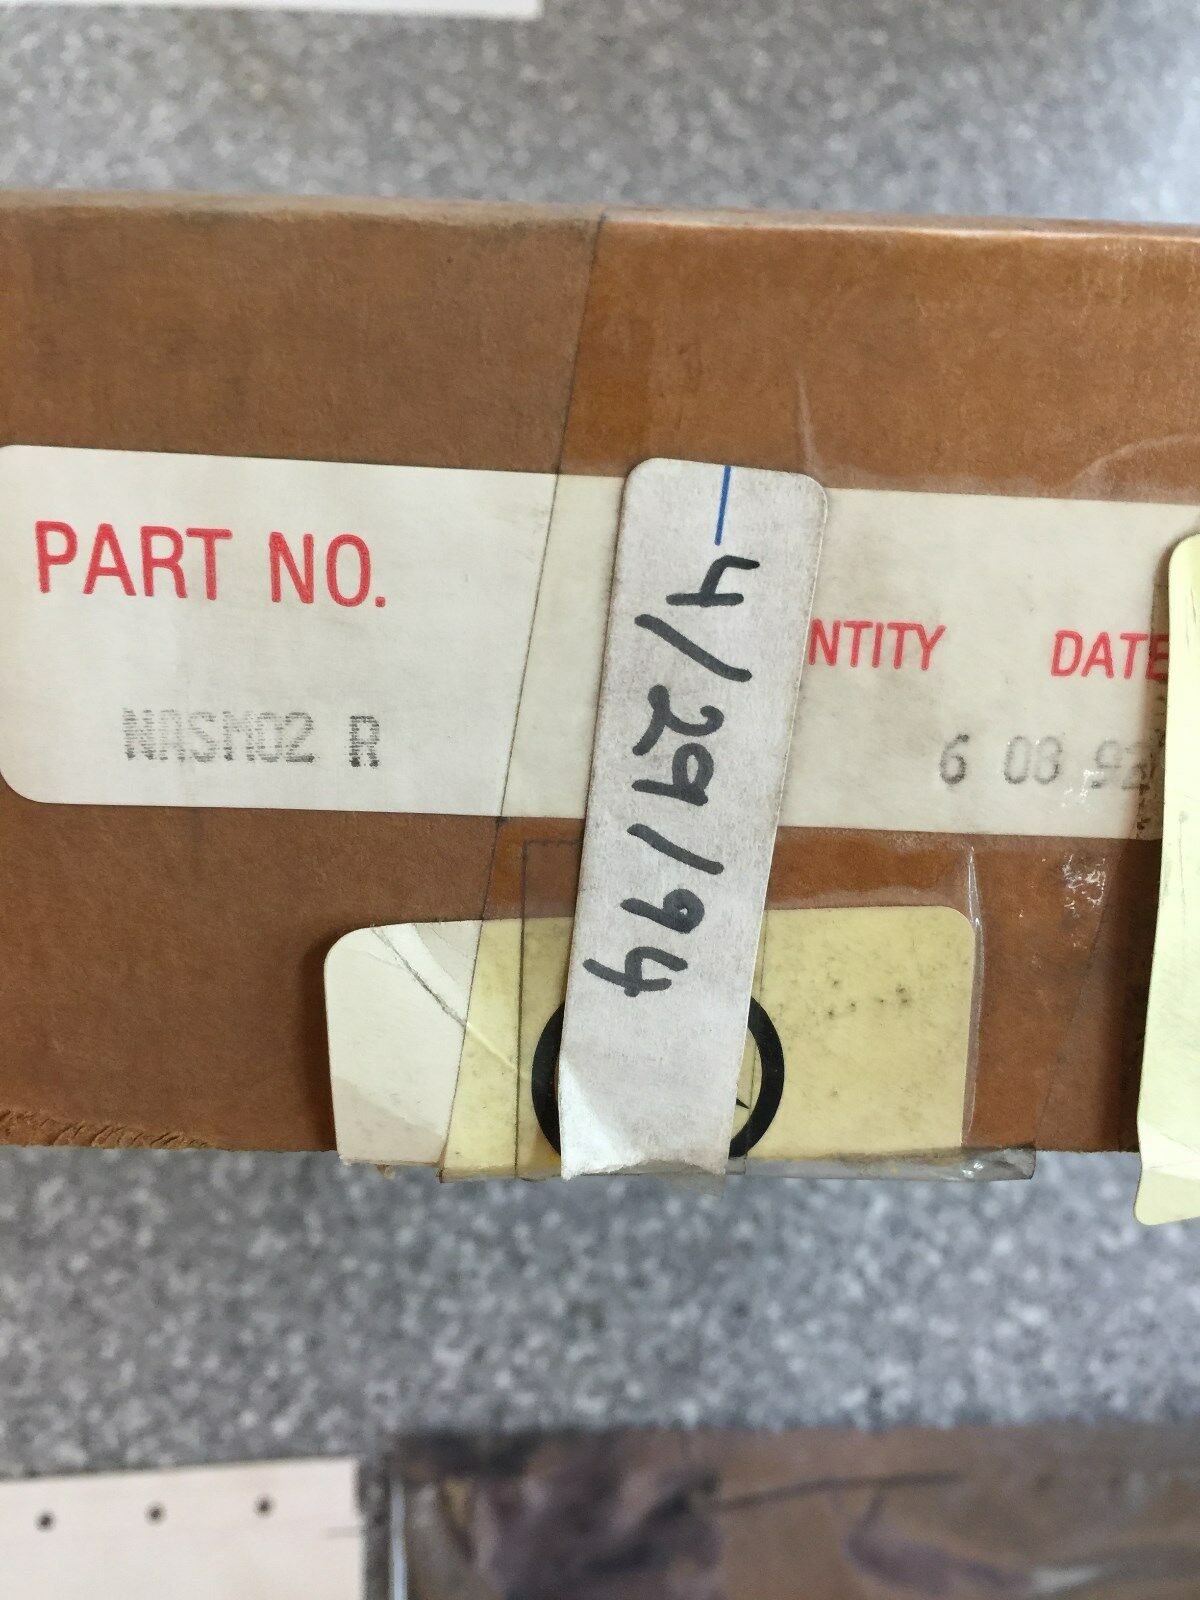 PART NO.
NTITY DATE
NASM02 R
6 08 92
4/29/94